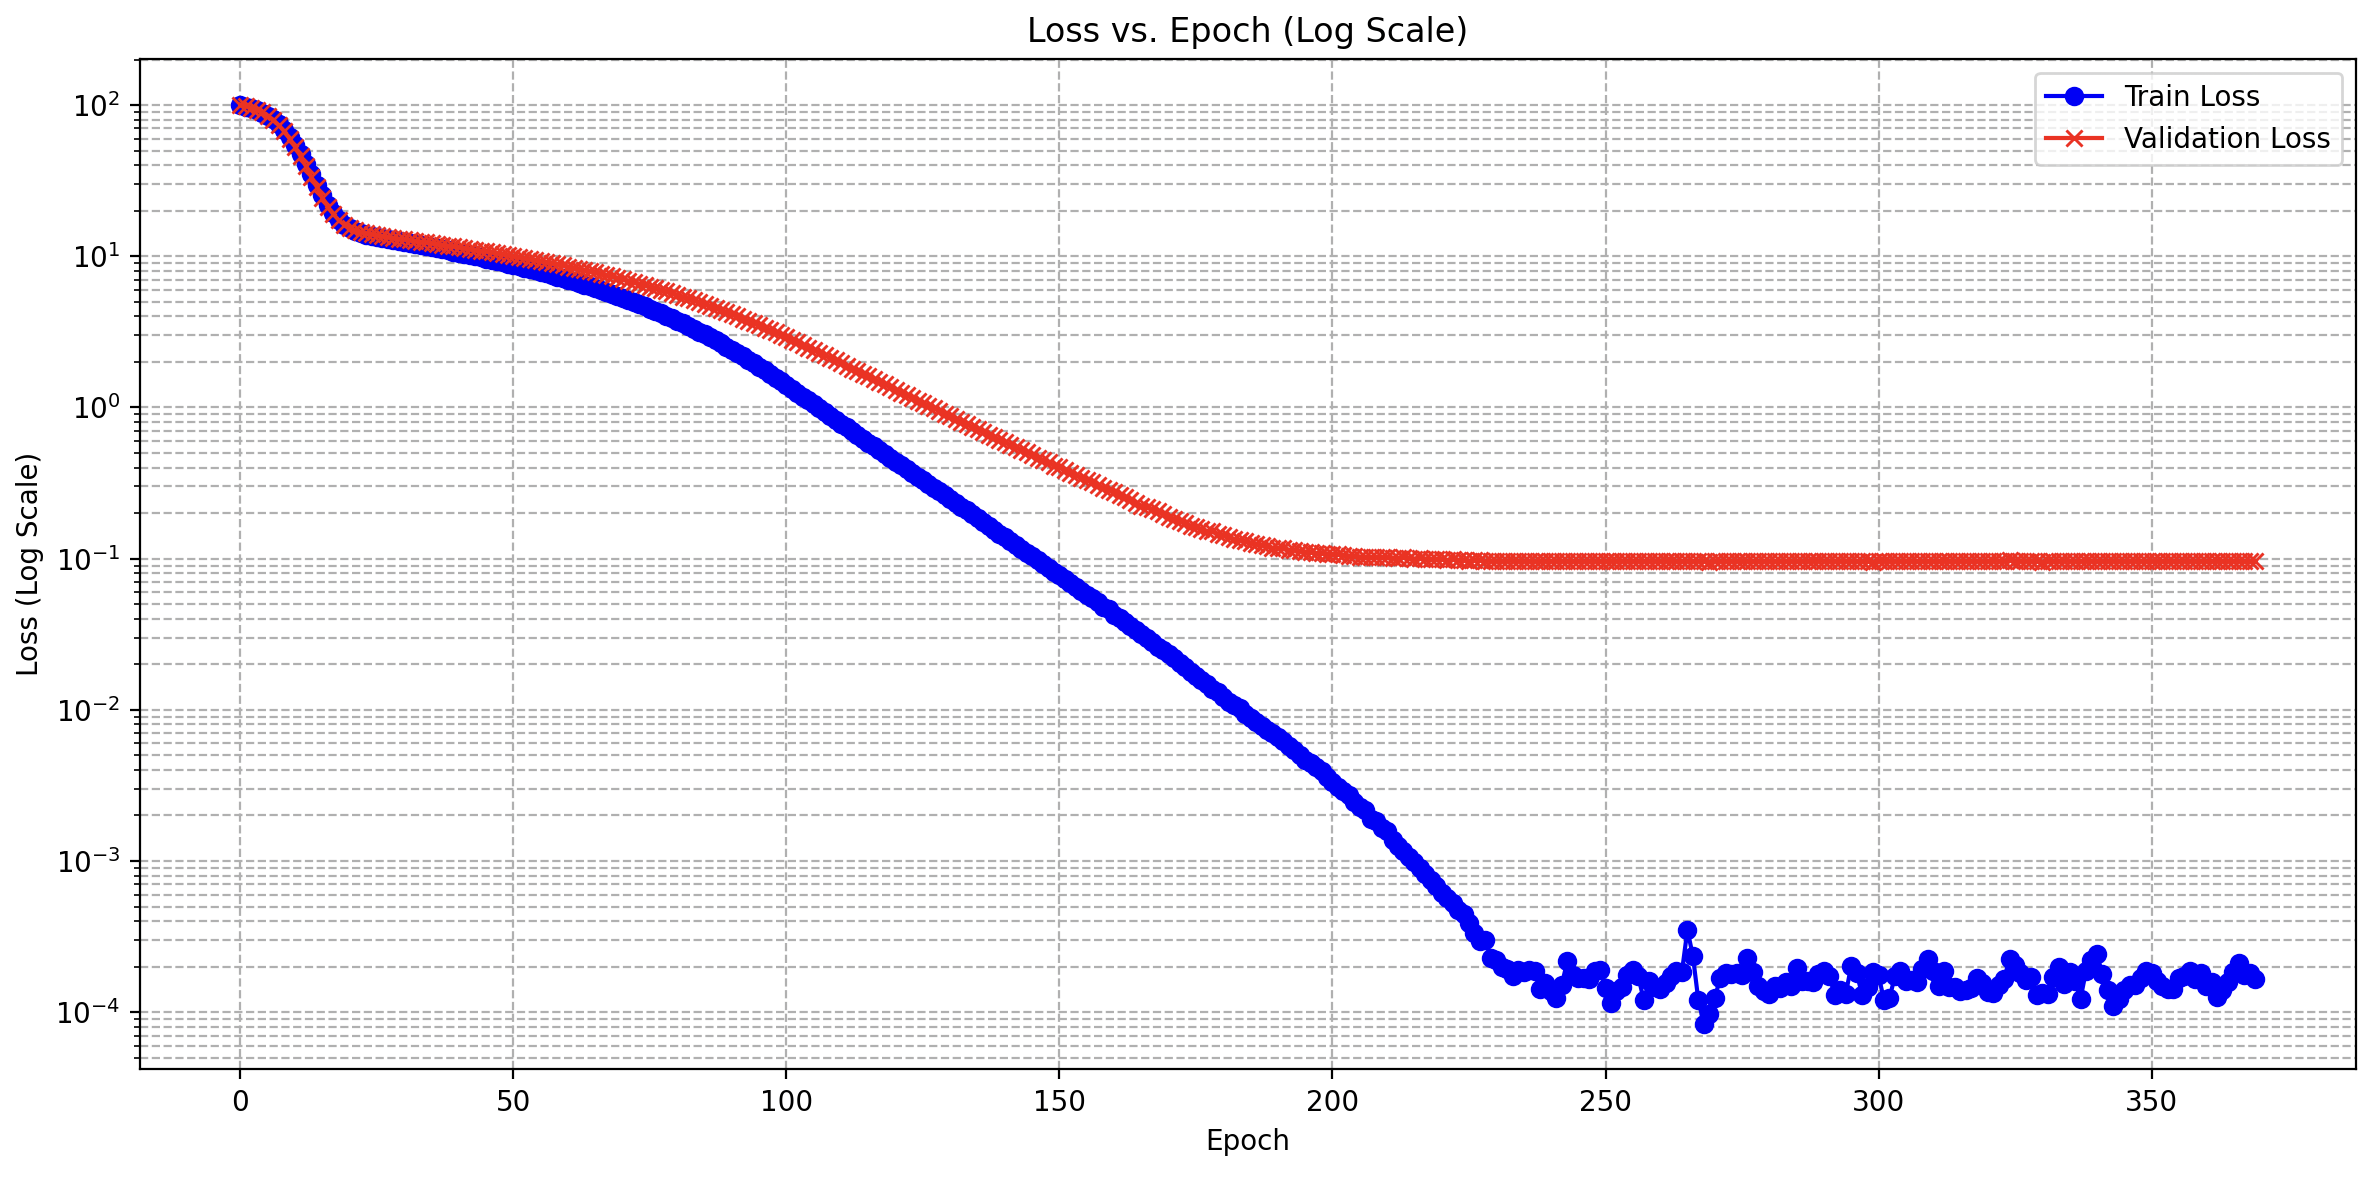 Loss vs. Epoch (Log Scale)
Train Loss
Validation Loss
Loss (Log Scale)
10²
10¹
10⁰
10⁻¹
10⁻²
10⁻³
10⁻⁴
0 50 100 150 200 250 300 350
Epoch